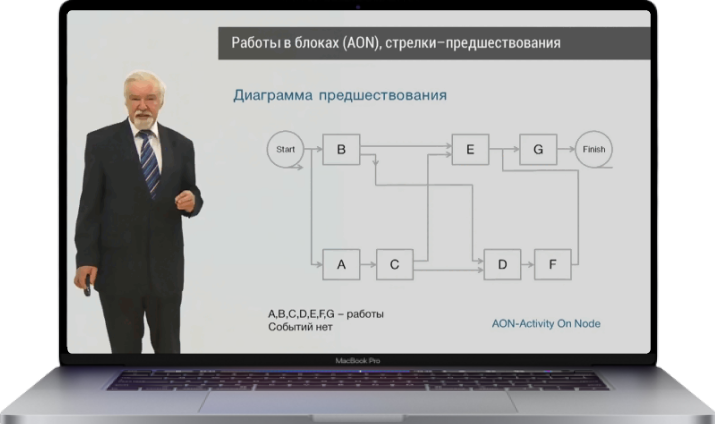 Работы в блоках (AON), стрелки–предшествования
Диаграмма предшествования
Start
B
E
G
Finish
A
C
D
F
A,B,C,D,E,F,G – работы
Событий нет
AON-Activity On Node
MacBook Pro